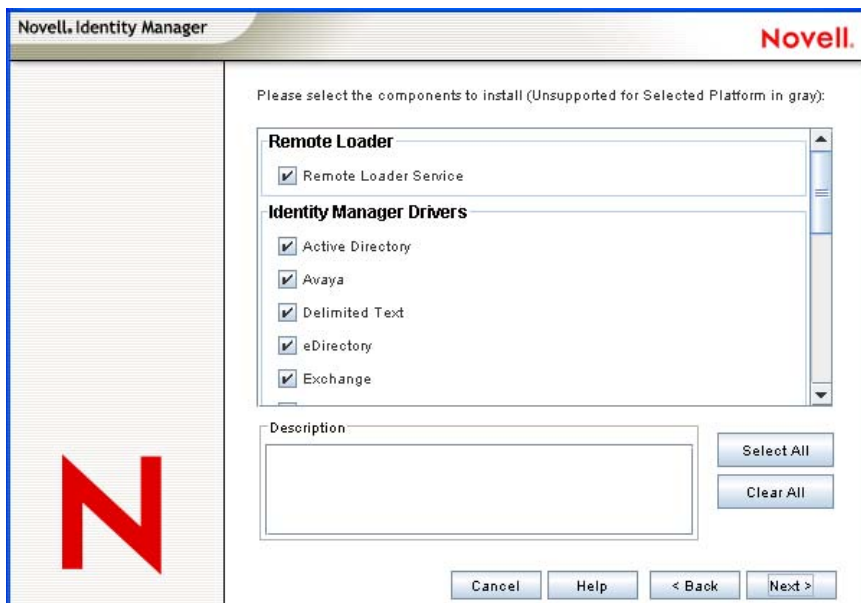 Novell. Identity Manager
Novell.
Please select the components to install (Unsupported for Selected Platform in gray):
Remote Loader
Remote Loader Service
Identity Manager Drivers
Active Directory
Avaya
Delimited Text
eDirectory
Exchange
Description
Select All
Clear All
N
Cancel
Help
< Back
Next >